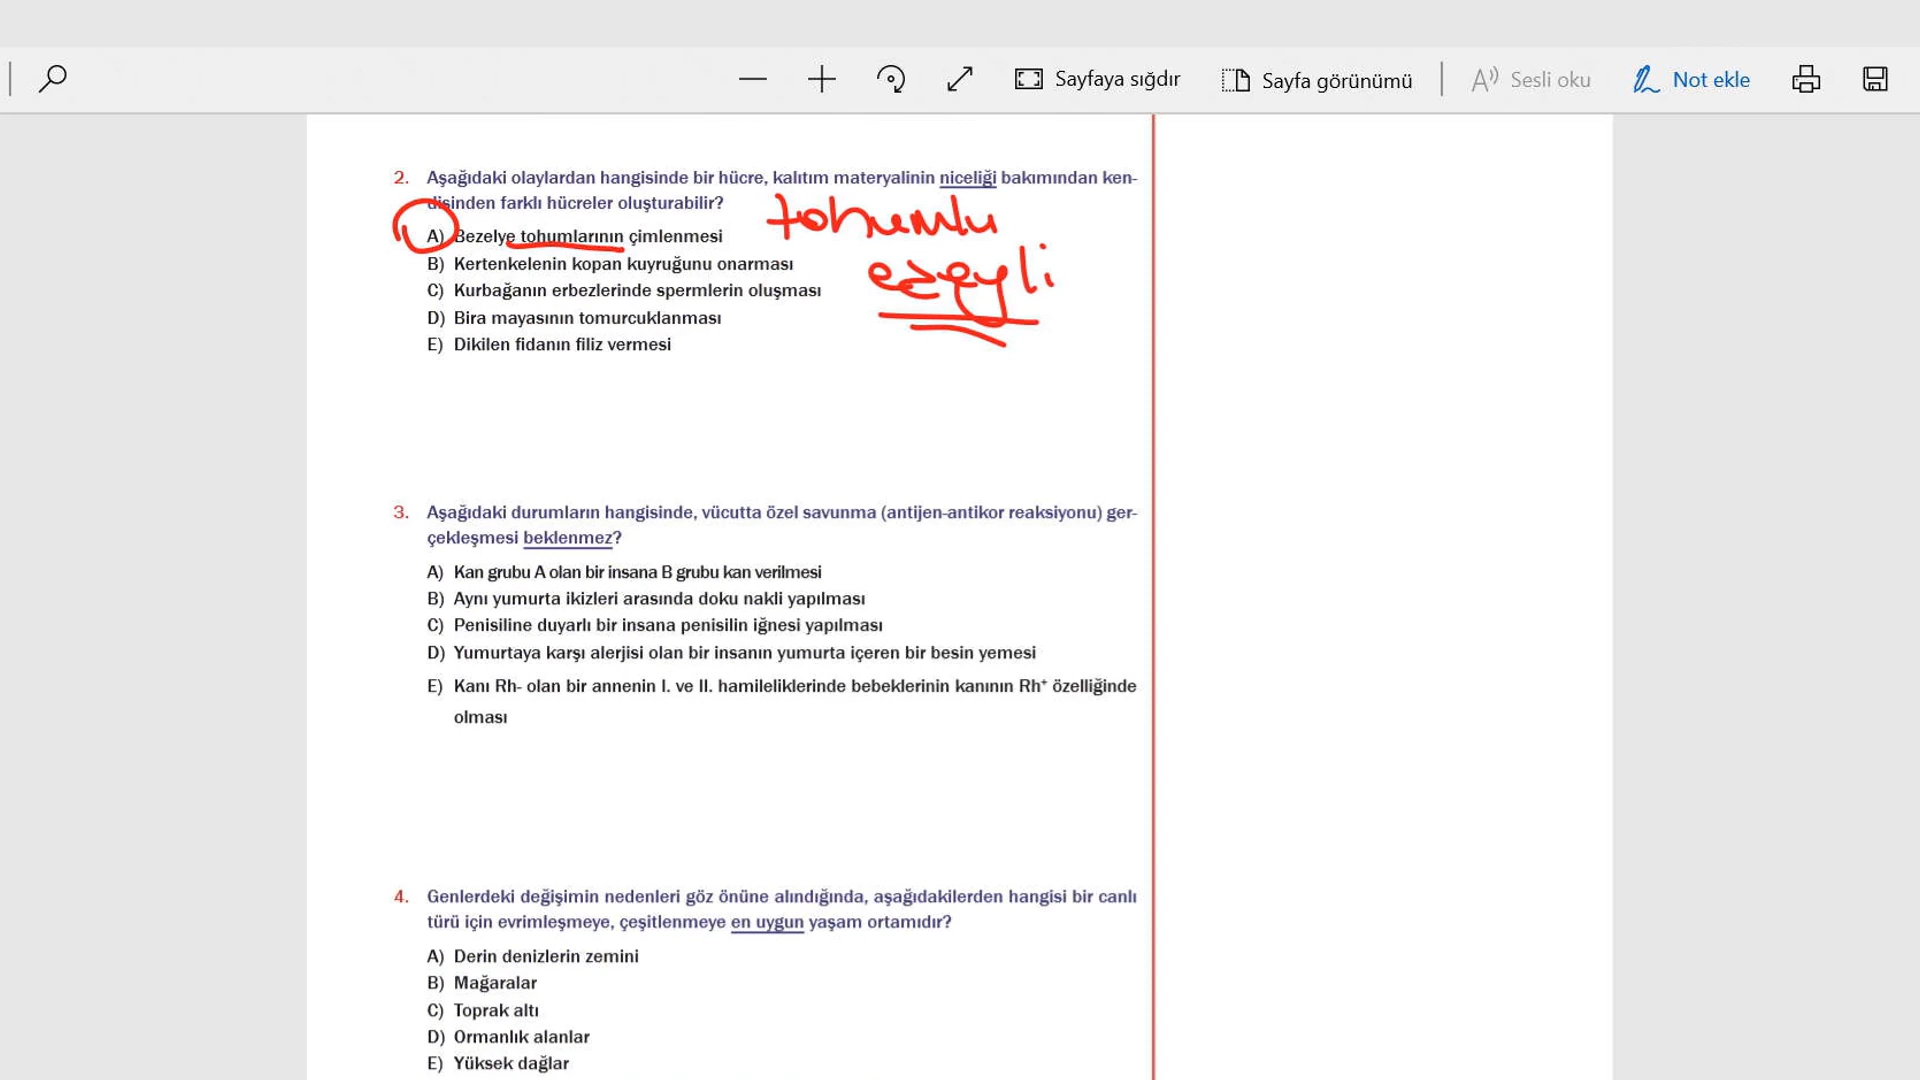 Sayfaya sığdır
Sayfa görünümü
Sesli oku
Not ekle
2. Aşağıdaki olaylardan hangisinde bir hücre, kalıtım materyalinin niceliği bakımından ken-
disinden farklı hücreler oluşturabilir?
A) Bezelye tohumlarının çimlenmesi
B) Kertenkelenin kopan kuyruğunu onarması
C) Kurbağanın erbezlerinde spermlerin oluşması
D) Bira mayasının tomurcuklanması
E) Dikilen fidanın filiz vermesi
tohumlu
eşeyli
3. Aşağıdaki durumların hangisinde, vücutta özel savunma (antijen-antikor reaksiyonu) ger-
çekleşmesi beklenmez?
A) Kan grubu A olan bir insana B grubu kan verilmesi
B) Aynı yumurta ikizleri arasında doku nakli yapılması
C) Penisiline duyarlı bir insana penisilin iğnesi yapılması
D) Yumurtaya karşı alerjisi olan bir insanın yumurta içeren bir besin yemesi
E) Kanı Rh- olan bir annenin I. ve II. hamileliklerinde bebeklerinin kanının Rh⁺ özelliğinde
olması
4. Genlerdeki değişimin nedenleri göz önüne alındığında, aşağıdakilerden hangisi bir canlı
türü için evrimleşmeye, çeşitlenmeye en uygun yaşam ortamıdır?
A) Derin denizlerin zemini
B) Mağaralar
C) Toprak altı
D) Ormanlık alanlar
E) Yüksek dağlar